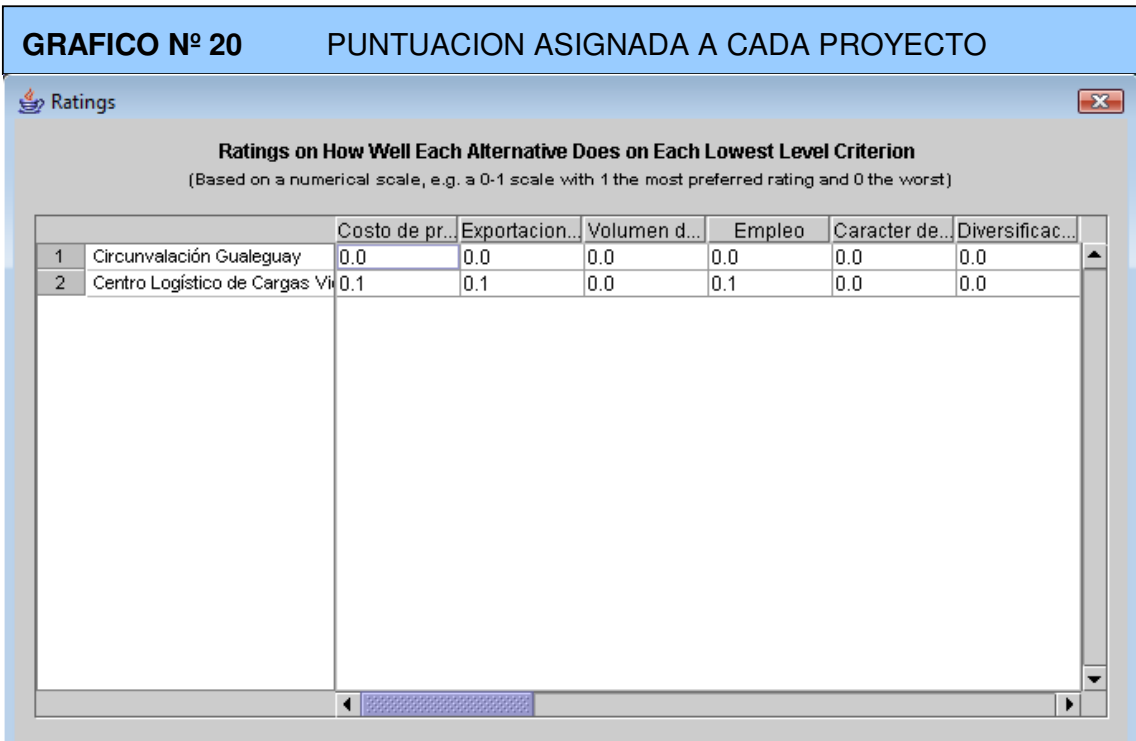 GRAFICO Nº 20 PUNTUACION ASIGNADA A CADA PROYECTO
Ratings
Ratings on How Well Each Alternative Does on Each Lowest Level Criterion
(Based on a numerical scale, e.g. a 0-1 scale with 1 the most preferred rating and 0 the worst)
Costo de pr... Exportacion... Volumen d... Empleo Caracter de... Diversificac...
1 Circunvalación Gualeguay 0.0 0.0 0.0 0.0 0.0 0.0
2 Centro Logístico de Cargas Vi 0.1 0.1 0.0 0.1 0.0 0.0